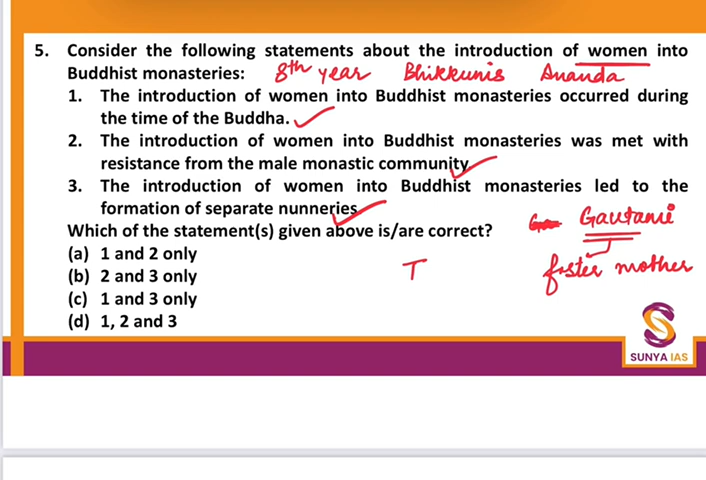 5. Consider the following statements about the introduction of women into
Buddhist monasteries: 8th year Bhikkunis Ananda
1. The introduction of women into Buddhist monasteries occurred during
the time of the Buddha.
2. The introduction of women into Buddhist monasteries was met with
resistance from the male monastic community.
3. The introduction of women into Buddhist monasteries led to the
formation of separate nunneries.
Gautami
Which of the statement(s) given above is/are correct?
(a) 1 and 2 only
T
foster mother
(b) 2 and 3 only
(c) 1 and 3 only
(d) 1, 2 and 3
SUNYA IAS